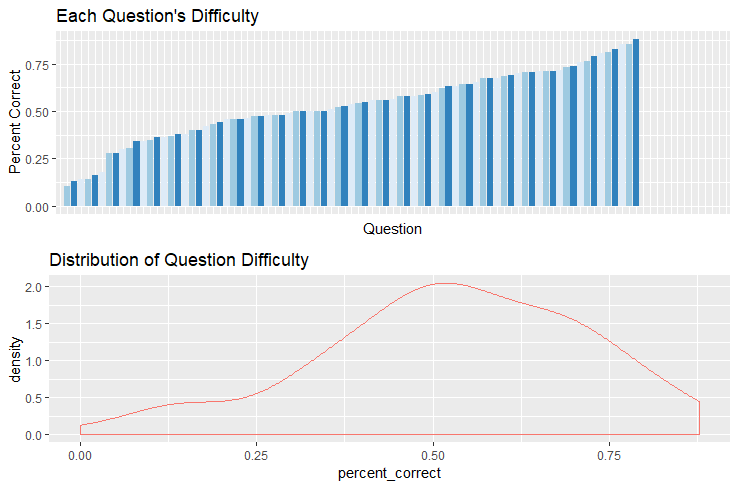 Each Question's Difficulty
Percent Correct
0.75
0.50
0.25
0.00
Question
Distribution of Question Difficulty
density
2.0
1.5
1.0
0.5
0.0
0.00 0.25 0.50 0.75
percent_correct